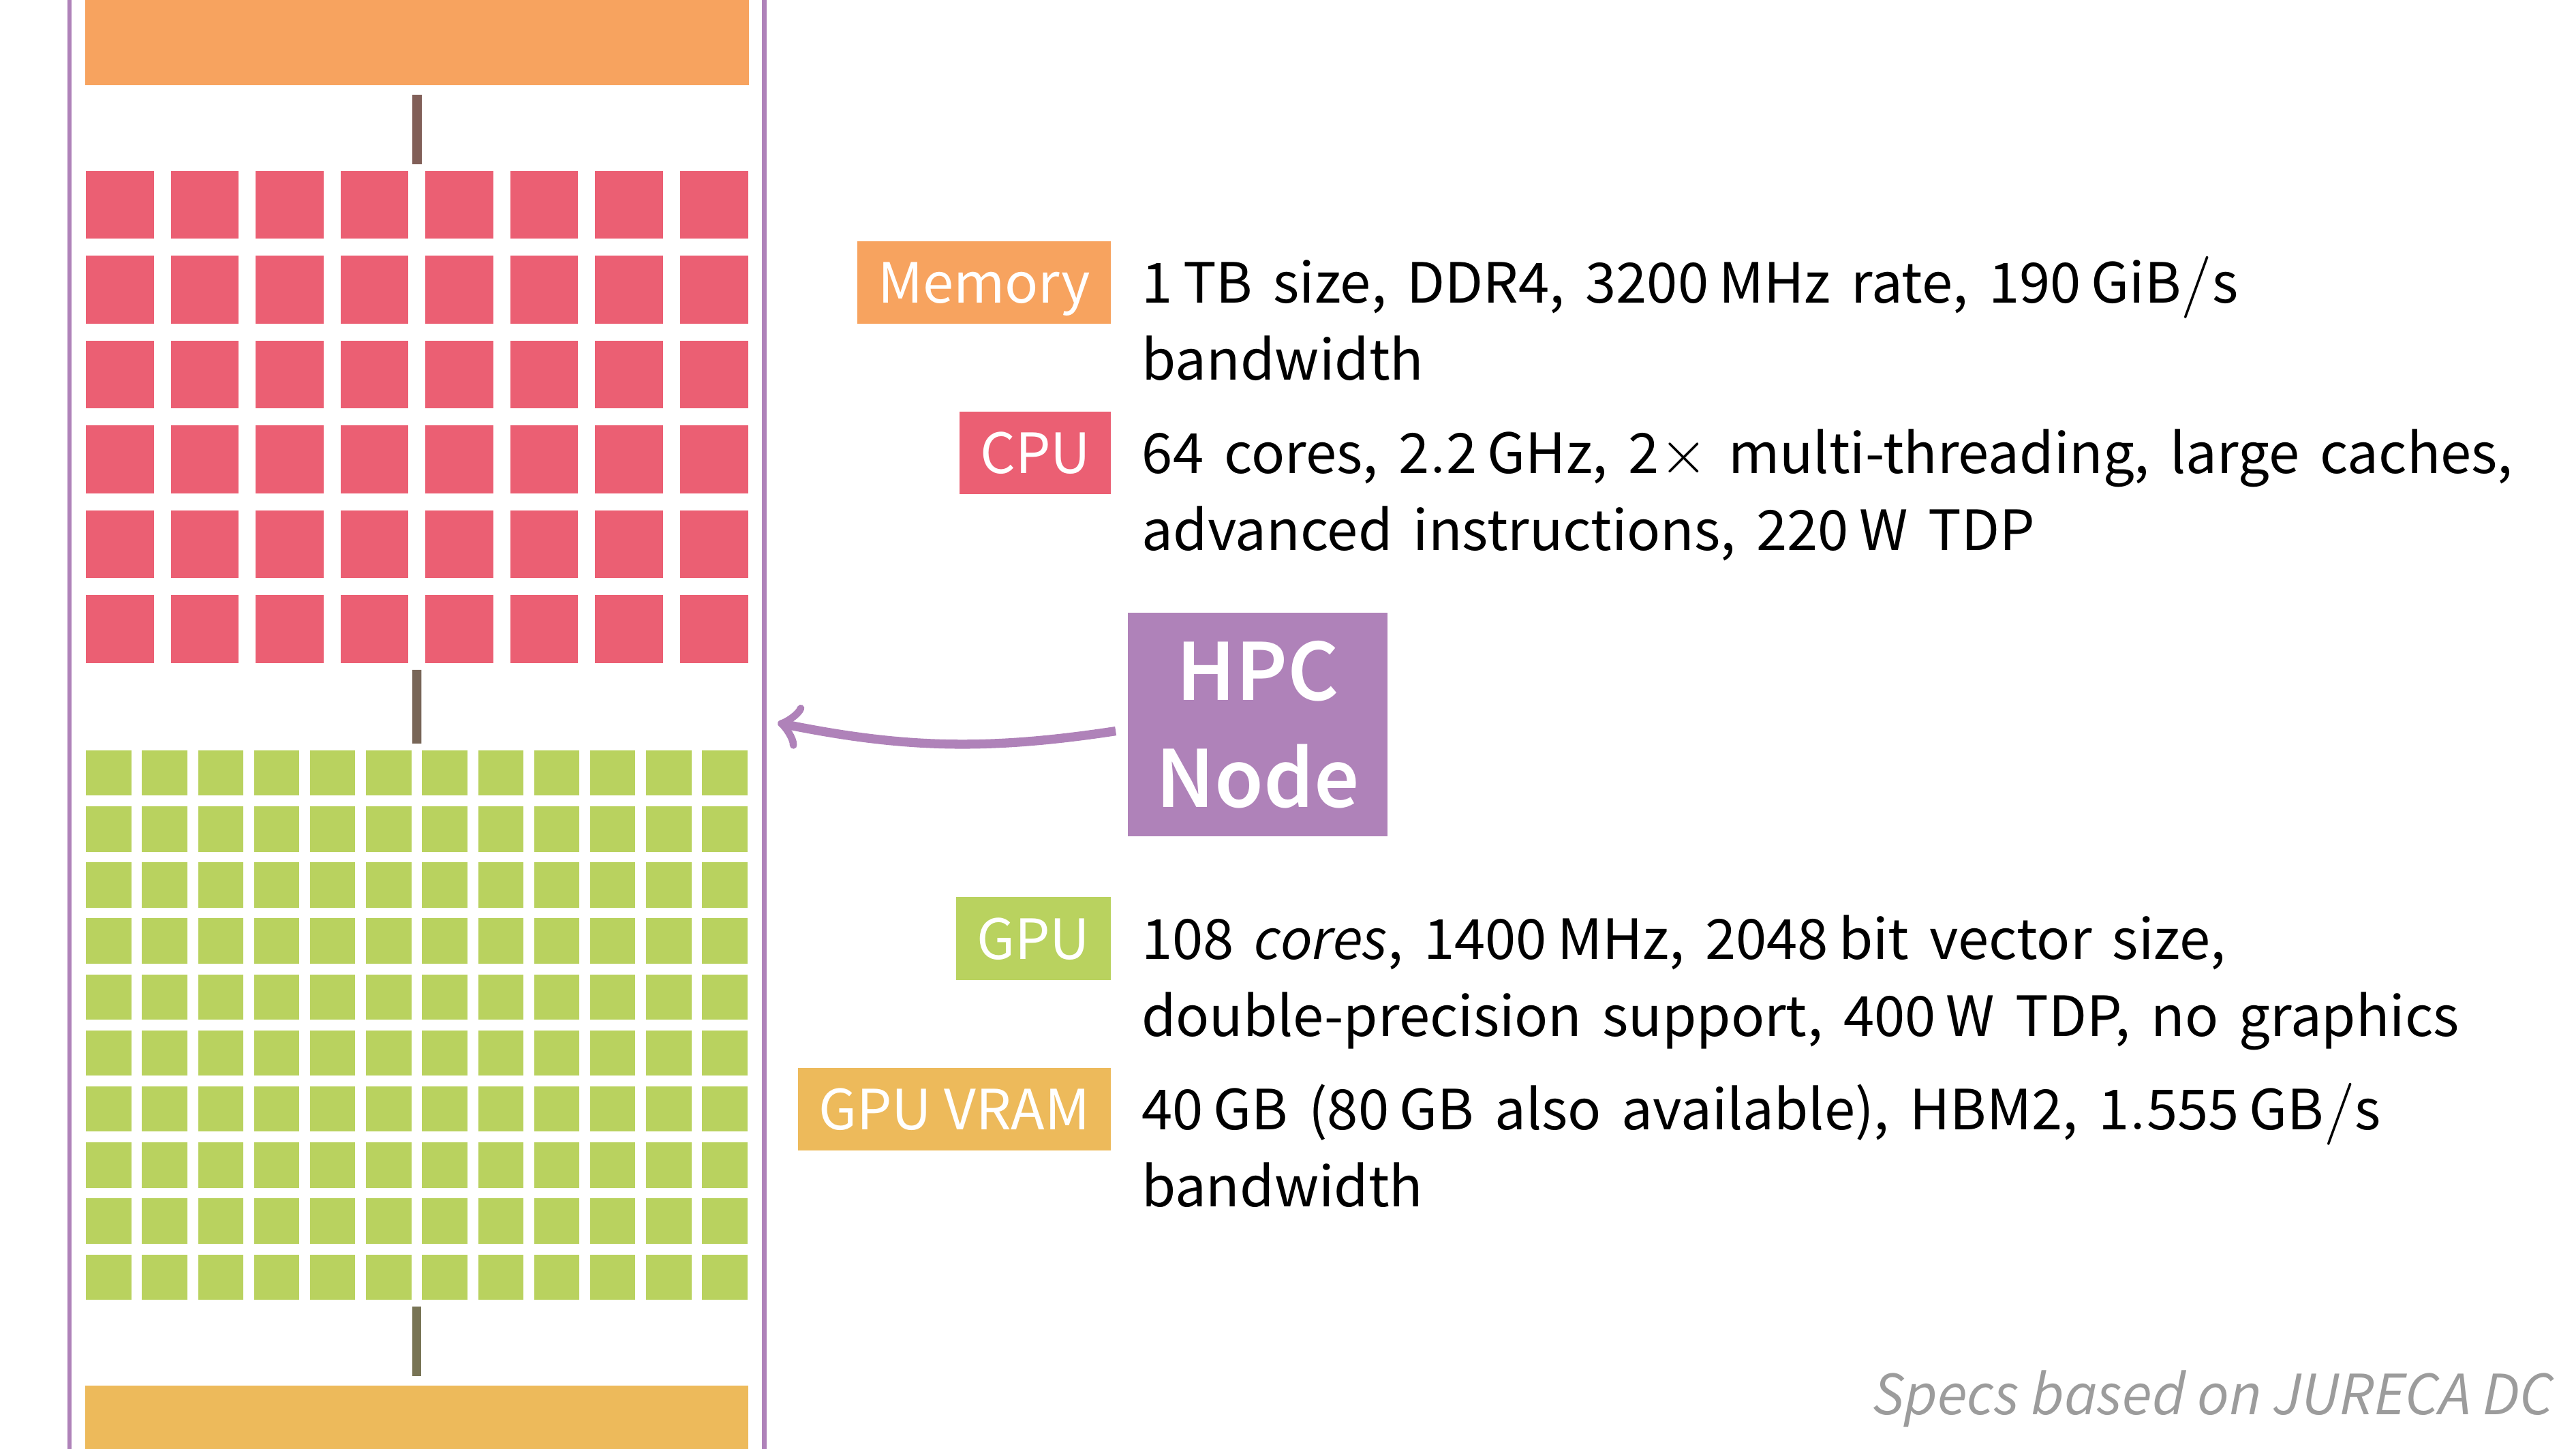 Memory 1 TB size, DDR4, 3200 MHz rate, 190 GiB/s
bandwidth
CPU 64 cores, 2.2 GHz, 2× multi-threading, large caches,
advanced instructions, 220 W TDP
HPC
Node
GPU 108 cores, 1400 MHz, 2048 bit vector size,
double-precision support, 400 W TDP, no graphics
GPU VRAM 40 GB (80 GB also available), HBM2, 1.555 GB/s
bandwidth
Specs based on JURECA DC